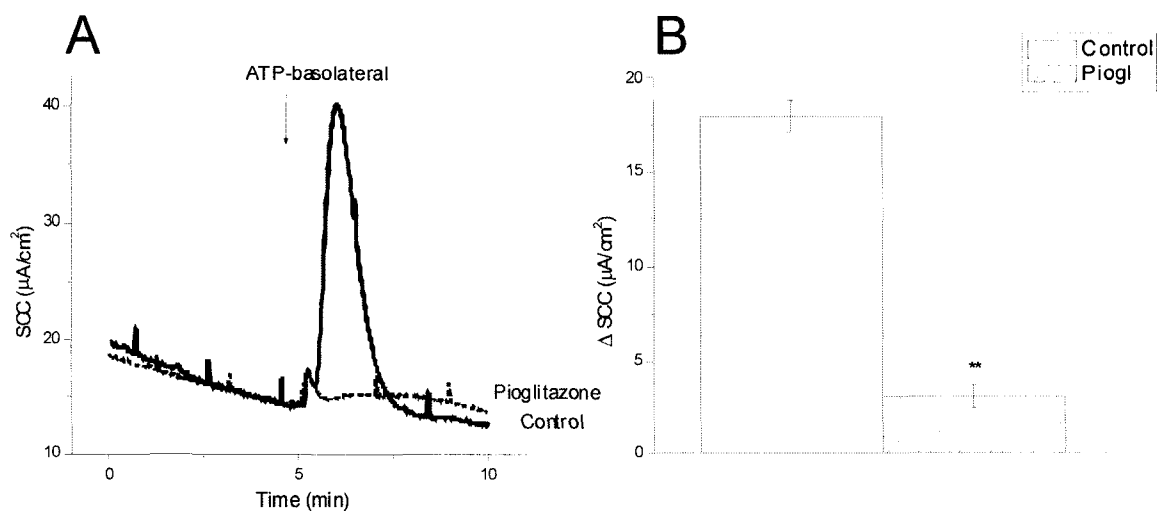 A
ATP-basolateral
40
30
20
10
SCC (μA/cm²)
0
5
10
Time (min)
Pioglitazone
Control
B
Control
Piogl
20
15
10
5
0
Δ SCC (μA/cm²)
**